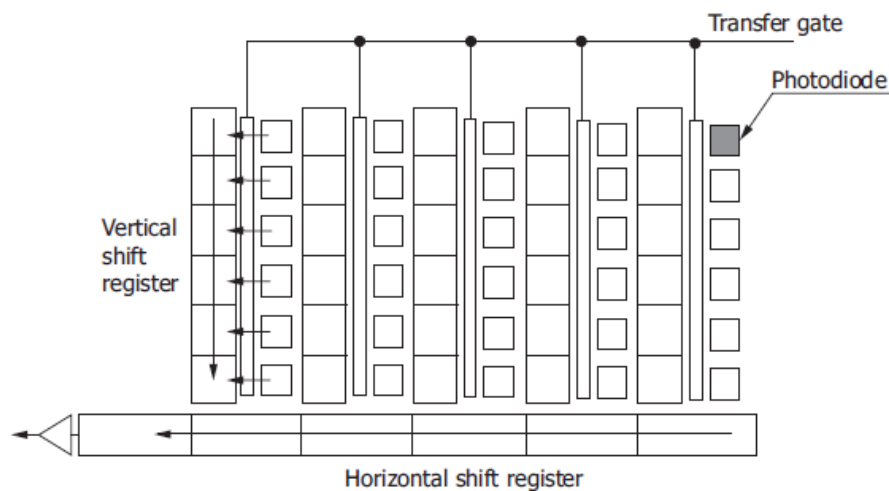 Transfer gate
Photodiode
Vertical
shift
register
Horizontal shift register